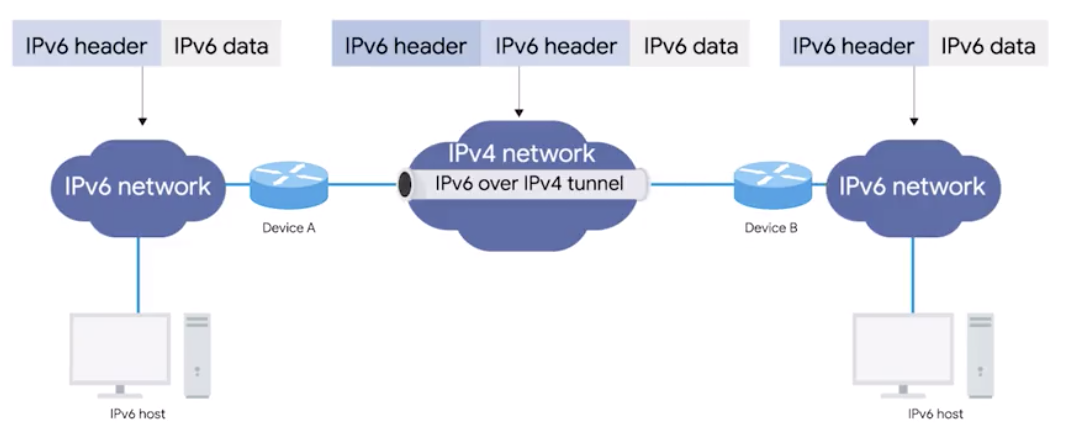 IPv6 header IPv6 data
IPv6 header IPv6 header IPv6 data
IPv6 header IPv6 data
IPv6 network
Device A
IPv4 network
IPv6 over IPv4 tunnel
Device B
IPv6 network
IPv6 host
IPv6 host